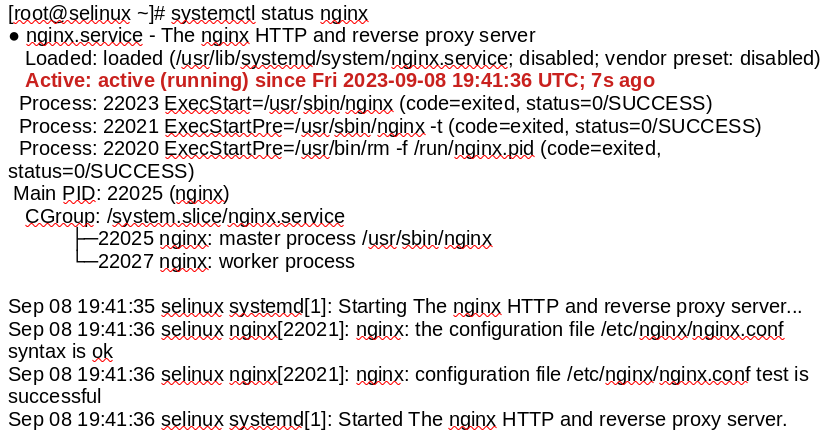 [root@selinux ~]# systemctl status nginx
● nginx.service - The nginx HTTP and reverse proxy server
Loaded: loaded (/usr/lib/systemd/system/nginx.service; disabled; vendor preset: disabled)
Active: active (running) since Fri 2023-09-08 19:41:36 UTC; 7s ago
Process: 22023 ExecStart=/usr/sbin/nginx (code=exited, status=0/SUCCESS)
Process: 22021 ExecStartPre=/usr/sbin/nginx -t (code=exited, status=0/SUCCESS)
Process: 22020 ExecStartPre=/usr/bin/rm -f /run/nginx.pid (code=exited,
status=0/SUCCESS)
Main PID: 22025 (nginx)
CGroup: /system.slice/nginx.service
├─22025 nginx: master process /usr/sbin/nginx
└─22027 nginx: worker process
Sep 08 19:41:35 selinux systemd[1]: Starting The nginx HTTP and reverse proxy server...
Sep 08 19:41:36 selinux nginx[22021]: nginx: the configuration file /etc/nginx/nginx.conf
syntax is ok
Sep 08 19:41:36 selinux nginx[22021]: nginx: configuration file /etc/nginx/nginx.conf test is
successful
Sep 08 19:41:36 selinux systemd[1]: Started The nginx HTTP and reverse proxy server.